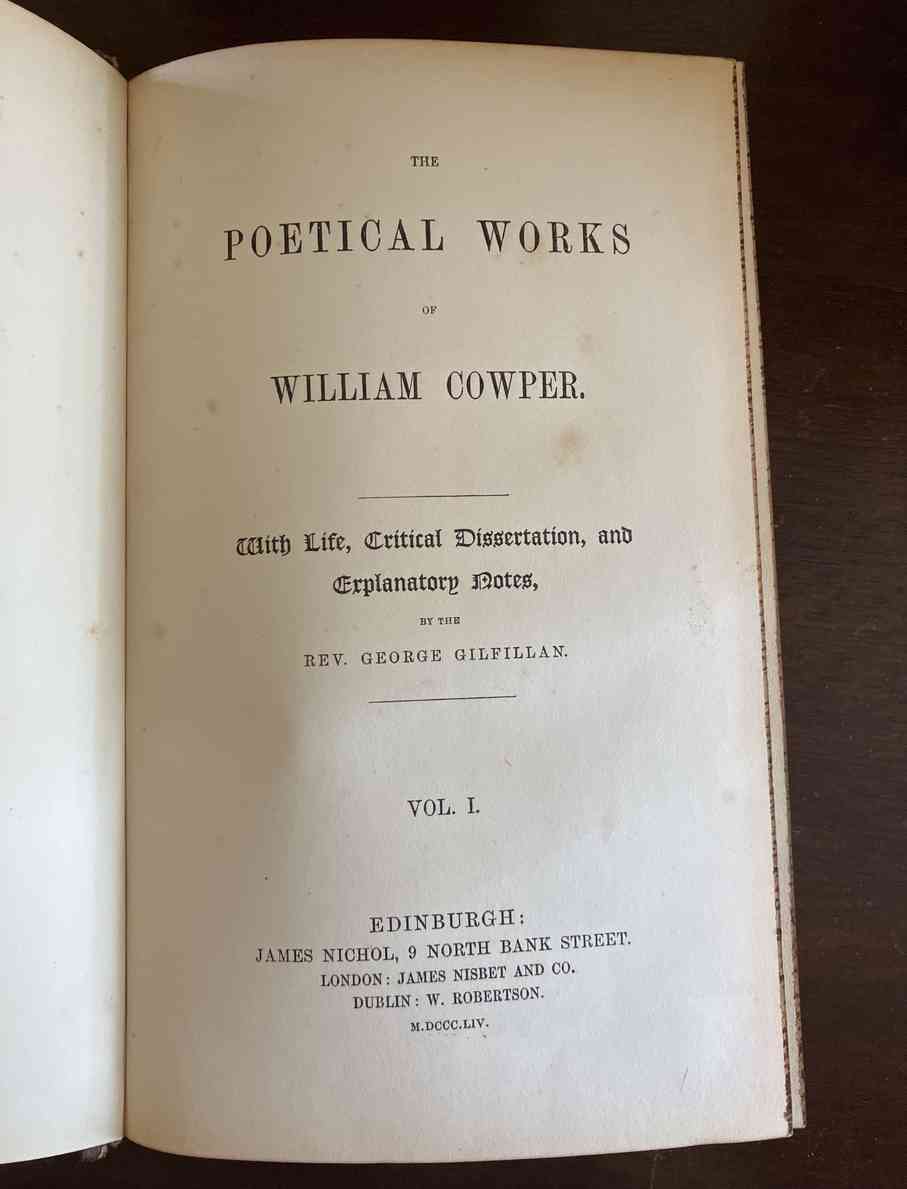 THE
POETICAL WORKS
OF
WILLIAM COWPER.
With Life, Critical Dissertation, and
Explanatory Notes,
BY THE
REV. GEORGE GILFILLAN.
VOL. I.
EDINBURGH:
JAMES NICHOL, 9 NORTH BANK STREET.
LONDON: JAMES NISBET AND CO.
DUBLIN: W. ROBERTSON.
M.DCCC.LIV.